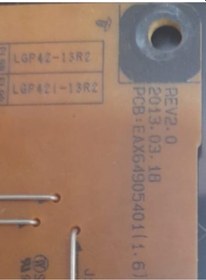 LGP42-13R2
LGP42i-13R2
REV2.0
2013.03.18
PCB:EAX64905401(1.6)